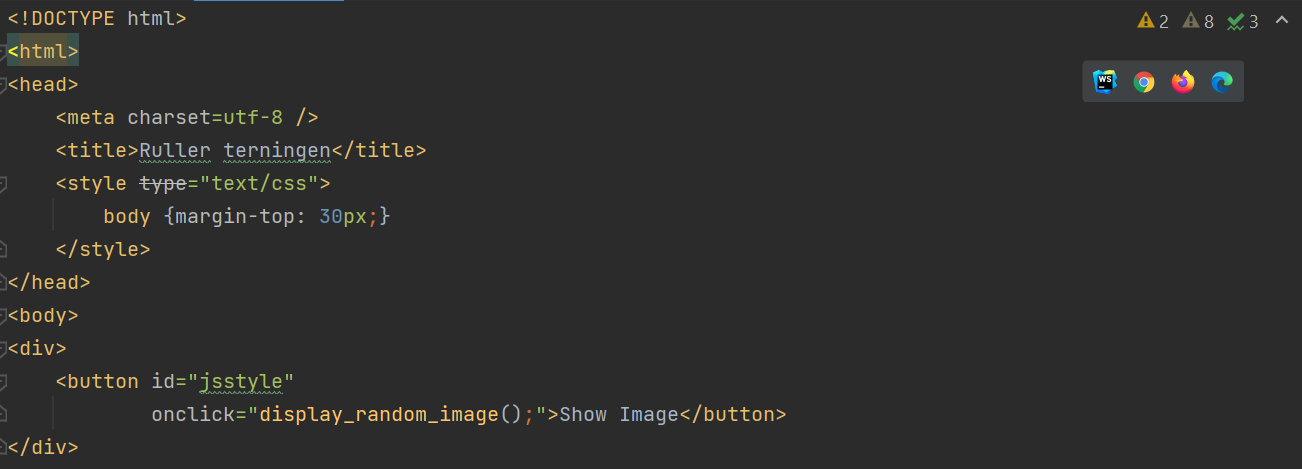 <!DOCTYPE html>
2 8 3
<html>
<head>
WS
    <meta charset=utf-8 />
    <title>Ruller terningen</title>
    <style type="text/css">
        body {margin-top: 30px;}
    </style>
</head>
<body>
<div>
    <button id="jsstyle"
            onclick="display_random_image();">Show Image</button>
</div>